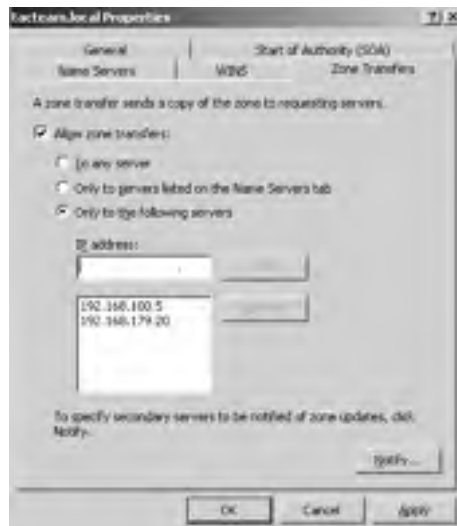 tacteam.local Properties
? X
General
Start of Authority (SOA)
Name Servers
WINS
Zone Transfers
A zone transfer sends a copy of the zone to requesting servers.
Allow zone transfers:
To any server
Only to servers listed on the Name Servers tab
Only to the following servers
IP address:
192.168.100.5
192.168.179.20
To specify secondary servers to be notified of zone updates, click
Notify.
Notify...
OK
Cancel
Apply